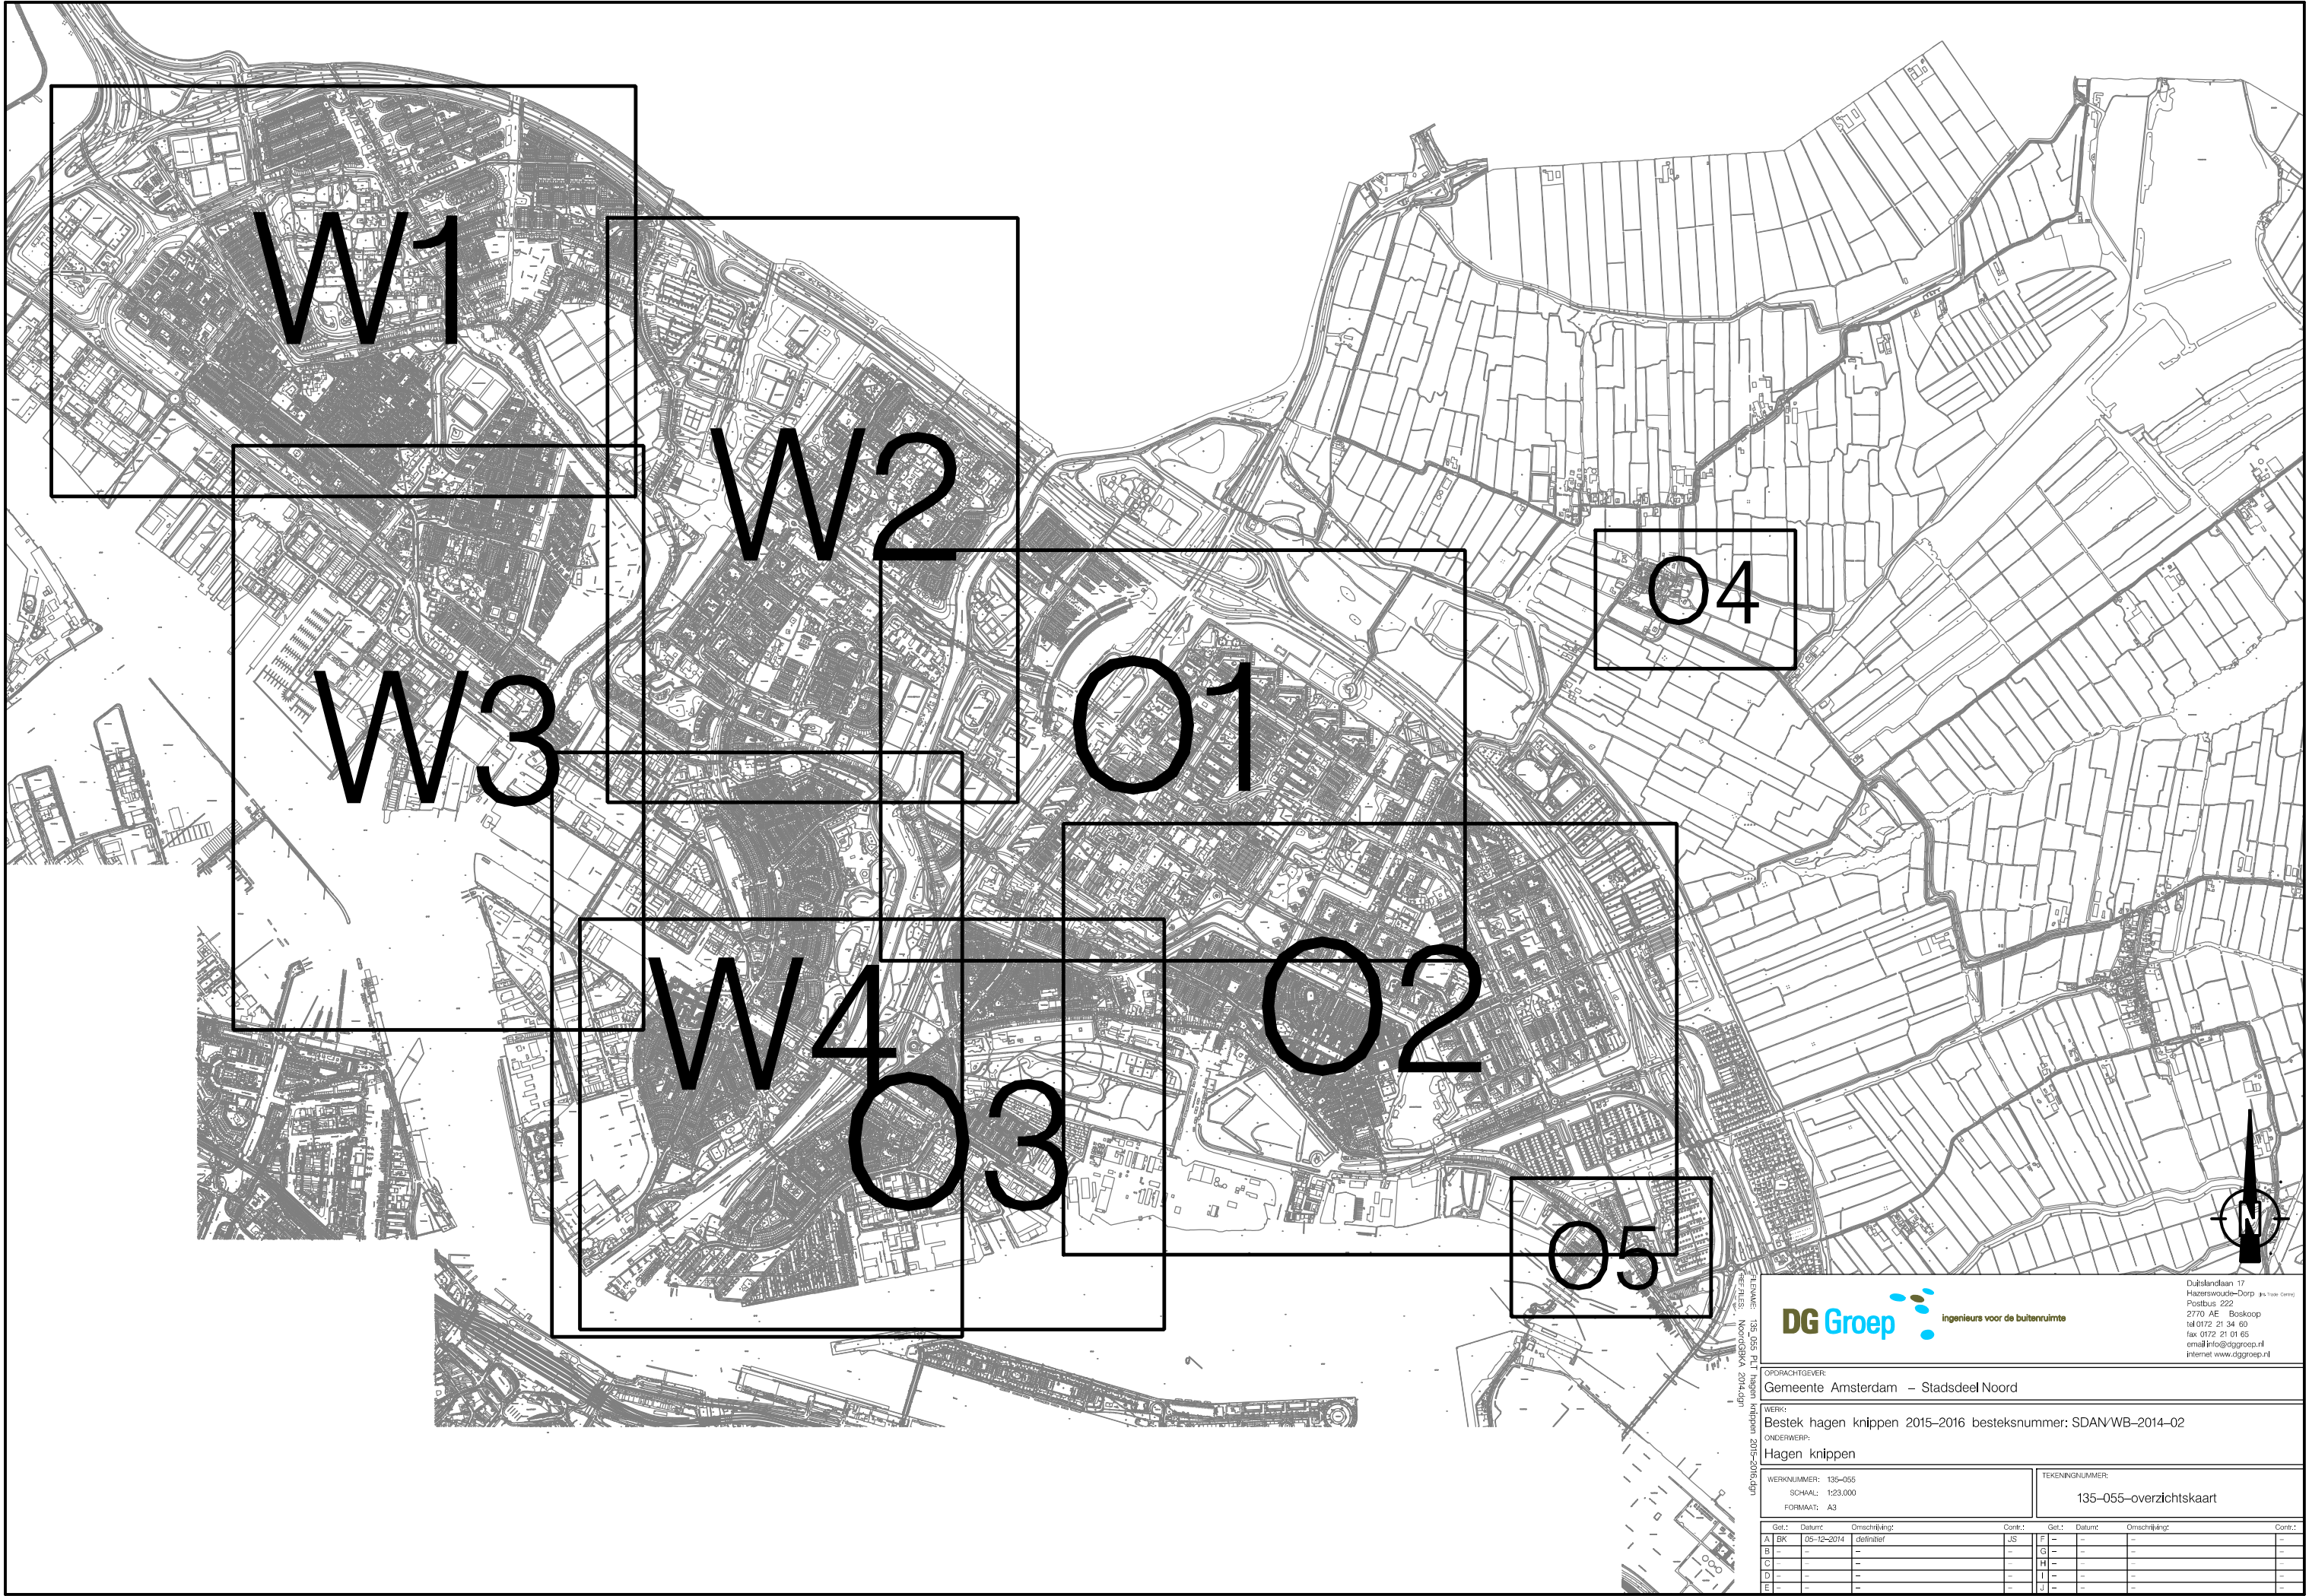 W1
W2
O4
O1
W3
O2
W4
O3
O5
N
FILENAME: 135_055 PLT hagen knippen 2015-2016.dgn
REF.FILES: NoordGBKA 2014.dgn
DG Groep
ingenieurs voor de buitenruimte
Duitslandlaan 17
Hazerswoude-Dorp
Postbus 222
2770 AE Boskoop
tel 0172 21 34 60
fax 0172 21 01 65
email info@dggroep.nl
internet www.dggroep.nl
OPDRACHTGEVER:
Gemeente Amsterdam - Stadsdeel Noord
WERK:
Bestek hagen knippen 2015-2016 besteksnummer: SDAN/WB-2014-02
ONDERWERP:
Hagen knippen
WERKNUMMER: 135-055
SCHAAL: 1:23.000
FORMAAT: A3
TEKENINGNUMMER:
135-055-overzichtskaart
Get.: Datum: Omschrijving: Contr.: Get.: Datum: Omschrijving: Contr.:
A BK 05-12-2014 definitief JS F - - - -
B - - - - G - - - -
C - - - - H - - - -
D - - - - I - - - -
E - - - - J - - - -